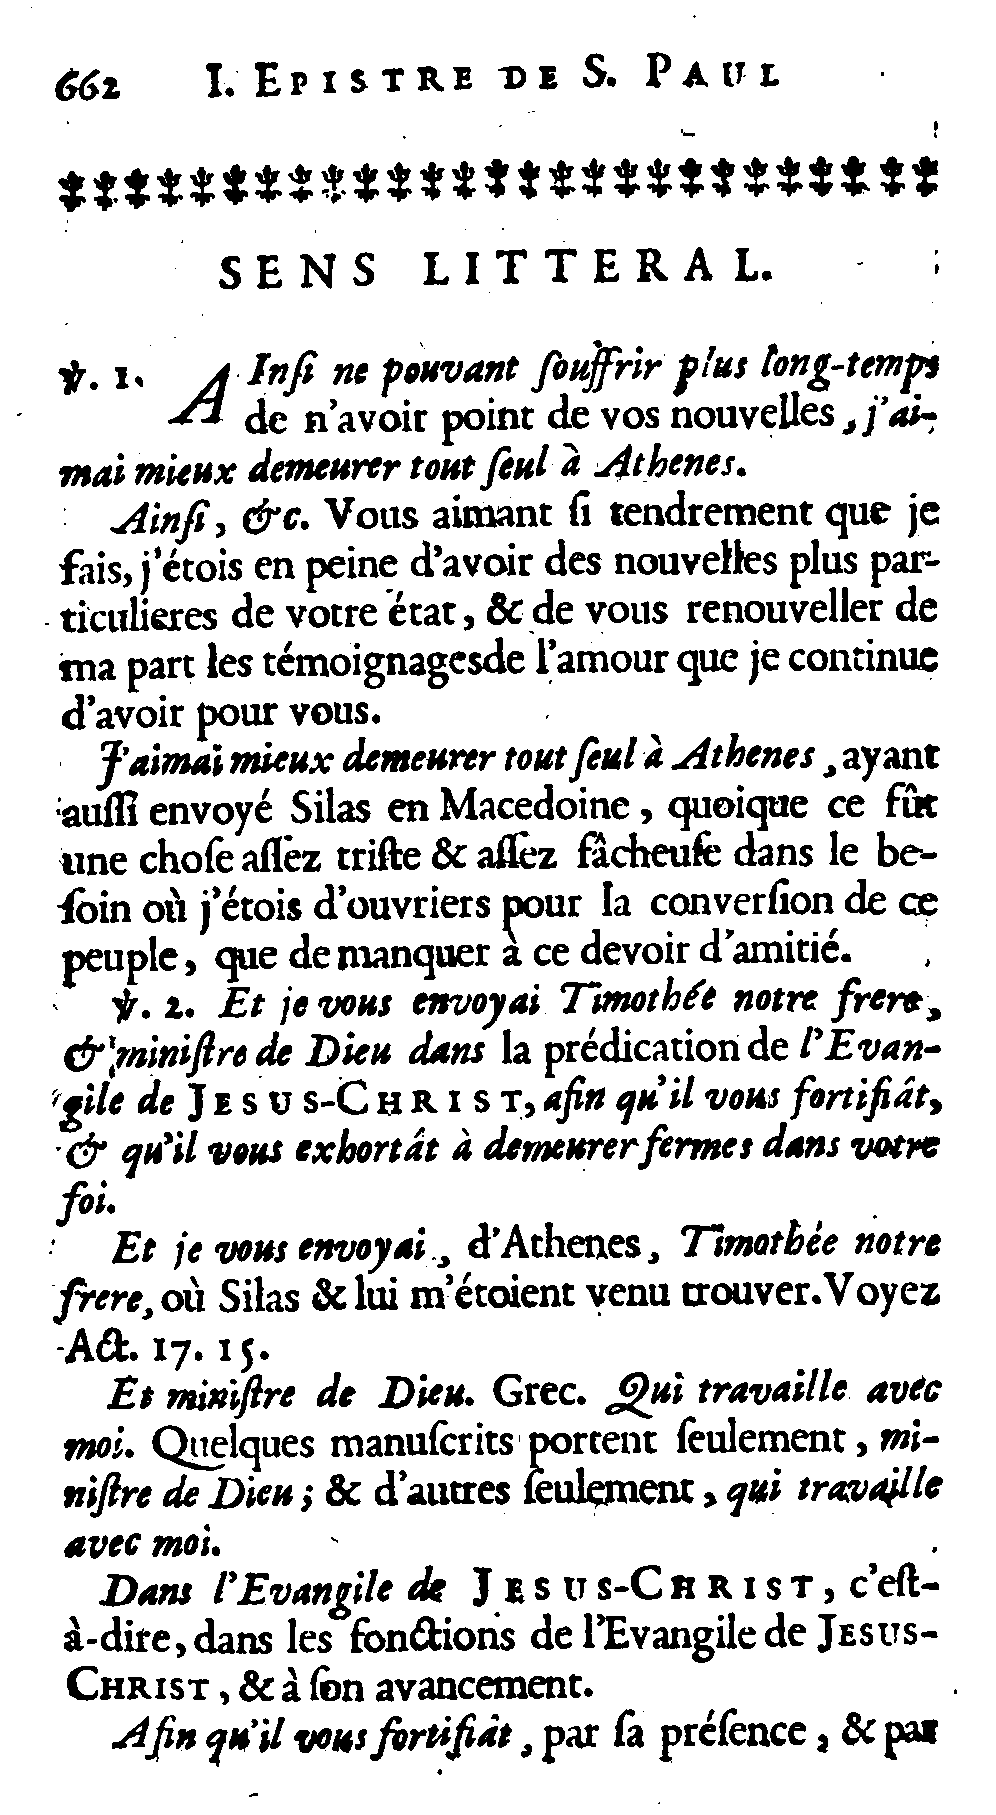 662 I. EPISTRE DE S. PAUL
SENS LITTERAL.
℣. 1. AInſi ne pouvant ſouffrir plus long-temps
de n'avoir point de vos nouvelles, j'ai-
mai mieux demeurer tout ſeul à Athenes.
Ainſi, &c. Vous aimant ſi tendrement que je
fais, j'étois en peine d'avoir des nouvelles plus par-
ticulieres de votre état, & de vous renouveller de
ma part les témoignagesde l'amour que je continue
d'avoir pour vous.
J'aimai mieux demeurer tout ſeul à Athenes, ayant
auſſi envoyé Silas en Macedoine, quoique ce fût
une choſe aſſez triſte & aſſez fâcheuſe dans le be-
ſoin où j'étois d'ouvriers pour la converſion de ce
peuple, que de manquer à ce devoir d'amitié.
℣. 2. Et je vous envoyai Timothée notre frere,
& miniſtre de Dieu dans la prédication de l'Evan-
gile de JESUS-CHRIST, afin qu'il vous fortifiât,
& qu'il vous exhortât à demeurer fermes dans votre
foi.
Et je vous envoyai, d'Athenes, Timothée notre
frere, où Silas & lui m'étoient venu trouver. Voyez
Act. 17. 15.
Et miniſtre de Dieu. Grec. Qui travaille avec
moi. Quelques manuſcrits portent ſeulement, mi-
niſtre de Dieu; & d'autres ſeulement, qui travaille
avec moi.
Dans l'Evangile de JESUS-CHRIST, c'eſt-
à-dire, dans les fonctions de l'Evangile de JESUS-
CHRIST, & à ſon avancement.
Afin qu'il vous fortifiât, par ſa préſence, & par